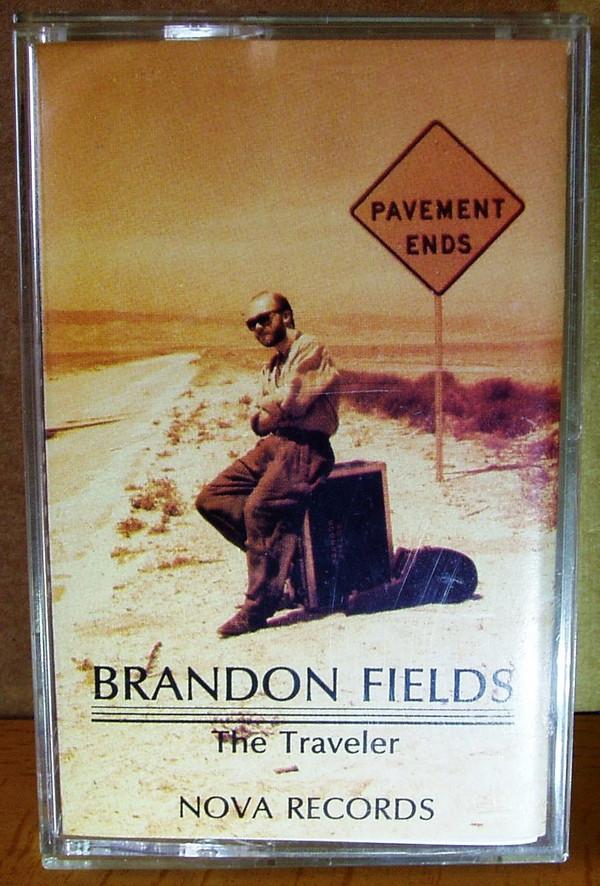 PAVEMENT
ENDS
BRANDON FIELDS
The Traveler
NOVA RECORDS